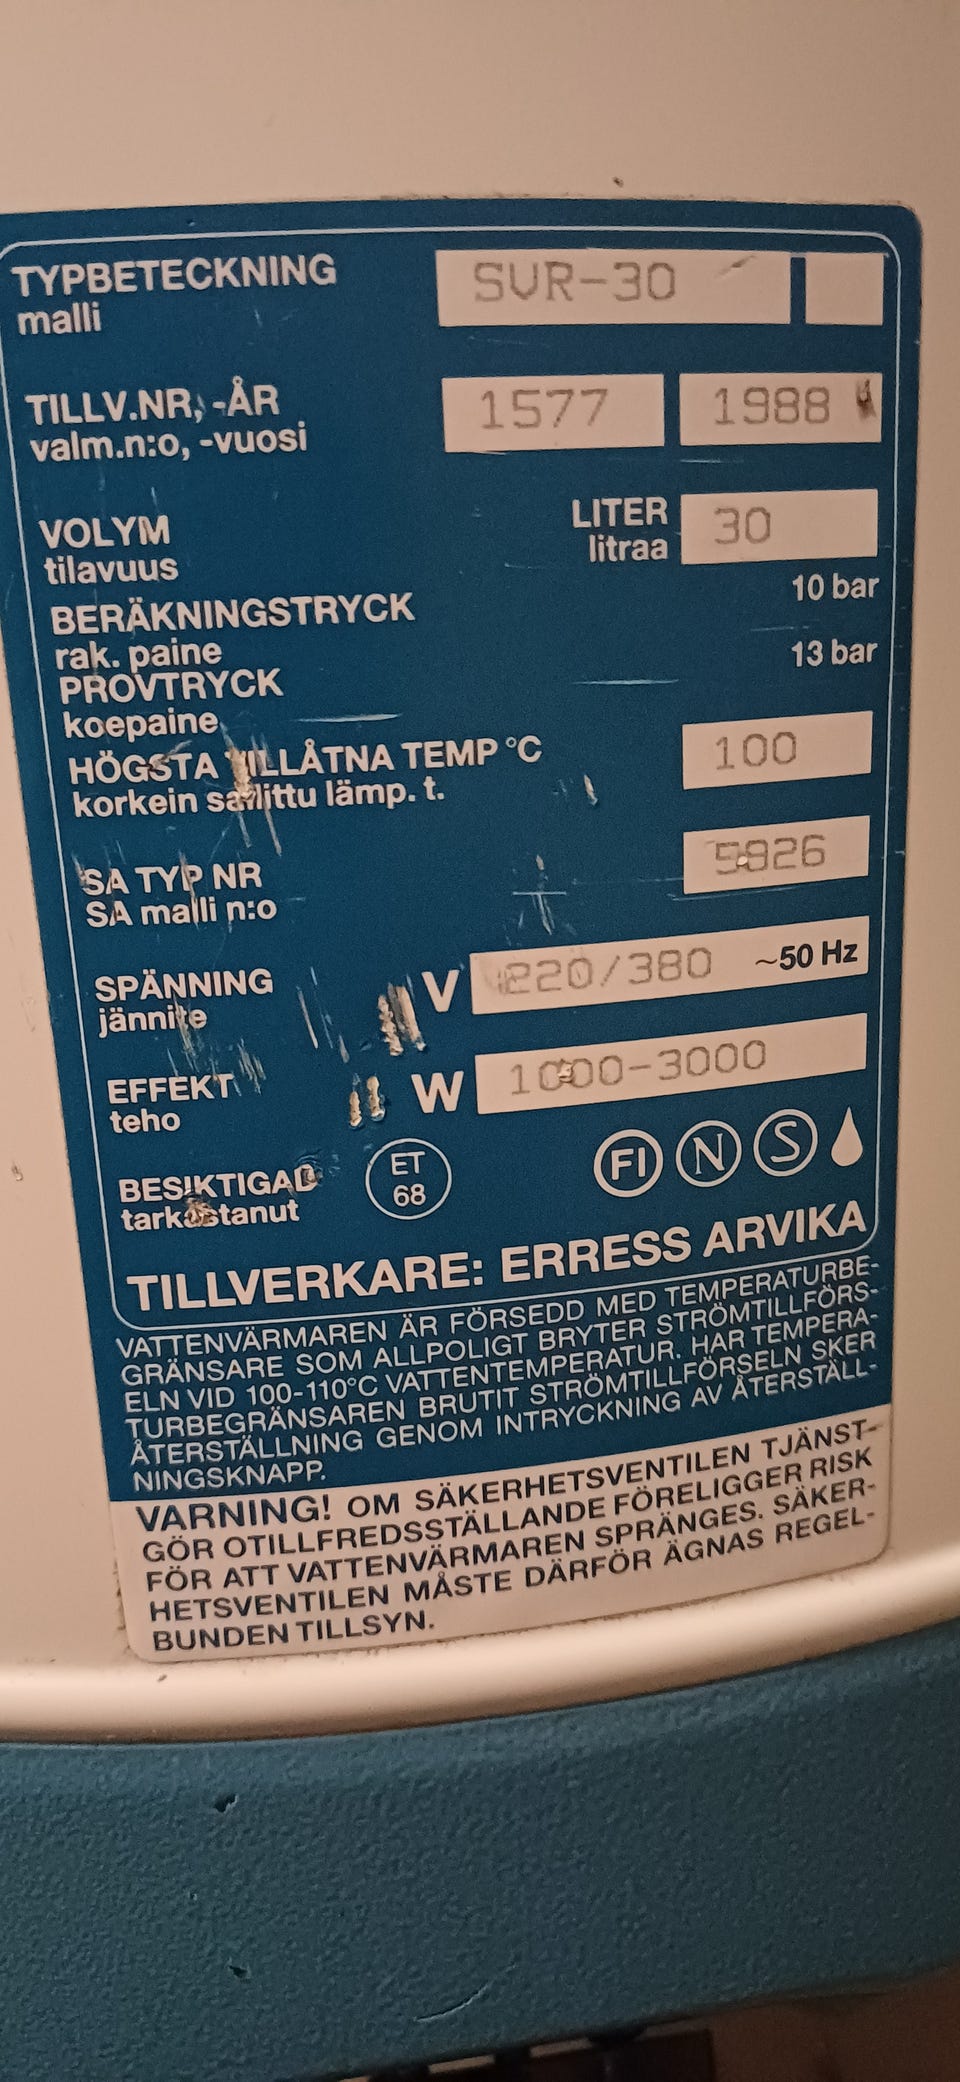 TYPBETECKNING SVR-30
malli
TILLV.NR, -ÅR 1577 1988
valm.n:o, -vuosi
VOLYM LITER 30
tilavuus litraa
BERÄKNINGSTRYCK 10 bar
rak. paine
PROVTRYCK 13 bar
koepaine
HÖGSTA TILLÅTNA TEMP °C 100
korkein sallittu lämp. t.
SA TYP NR 5826
SA malli n:o
SPÄNNING V 220/380 ~50 Hz
jännite
EFFEKT W 1000-3000
teho
BESIKTIGAD ET 68 FI N S
tarkastanut
TILLVERKARE: ERRESS ARVIKA
VATTENVÄRMAREN ÄR FÖRSEDD MED TEMPERATURBE-
GRÄNSARE SOM ALLPOLIGT BRYTER STRÖMTILLFÖRS-
ELN VID 100-110°C VATTENTEMPERATUR. HAR TEMPERA-
TURBEGRÄNSAREN BRUTIT STRÖMTILLFÖRSELN SKER
ÅTERSTÄLLNING GENOM INTRYCKNING AV ÅTERSTÄLL-
NINGSKNAPP.
VARNING! OM SÄKERHETSVENTILEN TJÄNST-
GÖR OTILLFREDSSTÄLLANDE FÖRELIGGER RISK
FÖR ATT VATTENVÄRMAREN SPRÄNGES. SÄKER-
HETSVENTILEN MÅSTE DÄRFÖR ÄGNAS REGEL-
BUNDEN TILLSYN.